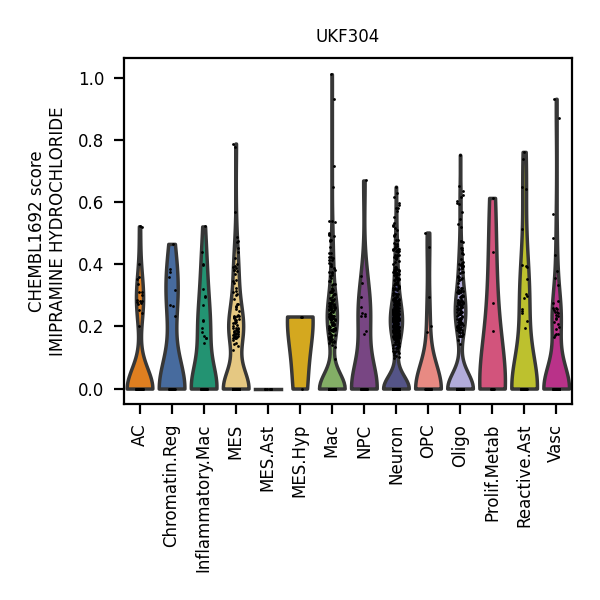 UKF304
CHEMBL1692 score
IMIPRAMINE HYDROCHLORIDE
1.0
0.8
0.6
0.4
0.2
0.0
AC
Chromatin.Reg
Inflammatory.Mac
MES
MES.Ast
MES.Hyp
Mac
NPC
Neuron
OPC
Oligo
Prolif.Metab
Reactive.Ast
Vasc